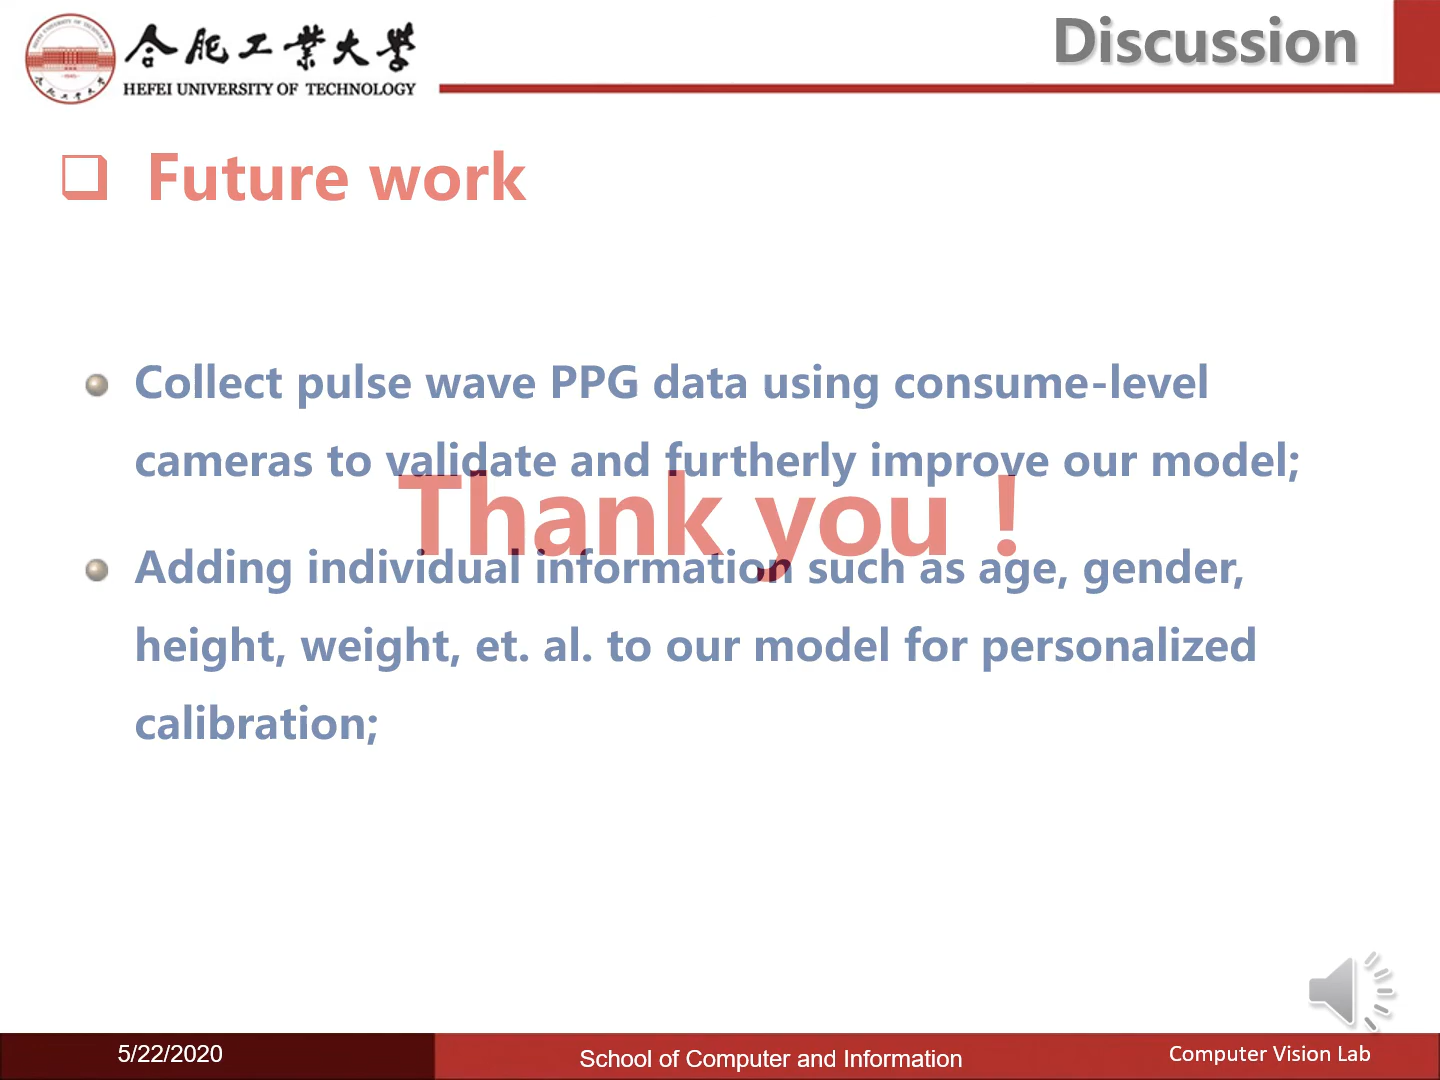 合肥工業大學
HEFEI UNIVERSITY OF TECHNOLOGY
Discussion
Future work
Collect pulse wave PPG data using consume-level
cameras to validate and furtherly improve our model;
Thank you !
Adding individual information such as age, gender,
height, weight, et. al. to our model for personalized
calibration;
5/22/2020
School of Computer and Information
Computer Vision Lab